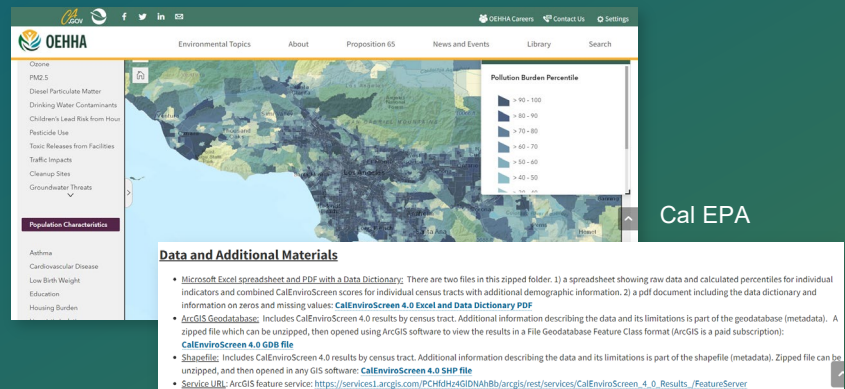 CA.GOV
OEHHA Careers Contact Us Settings
OEHHA
Environmental Topics About Proposition 65 News and Events Library Search
Ozone
PM2.5
Diesel Particulate Matter
Drinking Water Contaminants
Children's Lead Risk from Hous
Pesticide Use
Toxic Releases from Facilities
Traffic Impacts
Cleanup Sites
Groundwater Threats
Population Characteristics
Asthma
Cardiovascular Disease
Low Birth Weight
Education
Housing Burden
Los Angeles
Pollution Burden Percentile
> 90 - 100
> 80 - 90
> 70 - 80
> 60 - 70
> 50 - 60
> 40 - 50
Cal EPA
Data and Additional Materials
• Microsoft Excel spreadsheet and PDF with a Data Dictionary: There are two files in this zipped folder. 1) a spreadsheet showing raw data and calculated percentiles for individual
indicators and combined CalEnviroScreen scores for individual census tracts with additional demographic information. 2) a pdf document including the data dictionary and
information on zeros and missing values: CalEnviroScreen 4.0 Excel and Data Dictionary PDF
• ArcGIS Geodatabase: Includes CalEnviroScreen 4.0 results by census tract. Additional information describing the data and its limitations is part of the geodatabase (metadata). A
zipped file which can be unzipped, then opened using ArcGIS software to view the results in a File Geodatabase Feature Class format (ArcGIS is a paid subscription):
CalEnviroScreen 4.0 GDB file
• Shapefile: Includes CalEnviroScreen 4.0 results by census tract. Additional information describing the data and its limitations is part of the shapefile (metadata). Zipped file can be
unzipped, and then opened in any GIS software: CalEnviroScreen 4.0 SHP file
• Service URL: ArcGIS feature service: https://services1.arcgis.com/PCHfdHz4GlDNAhBb/arcgis/rest/services/CalEnviroScreen_4_0_Results_/FeatureServer